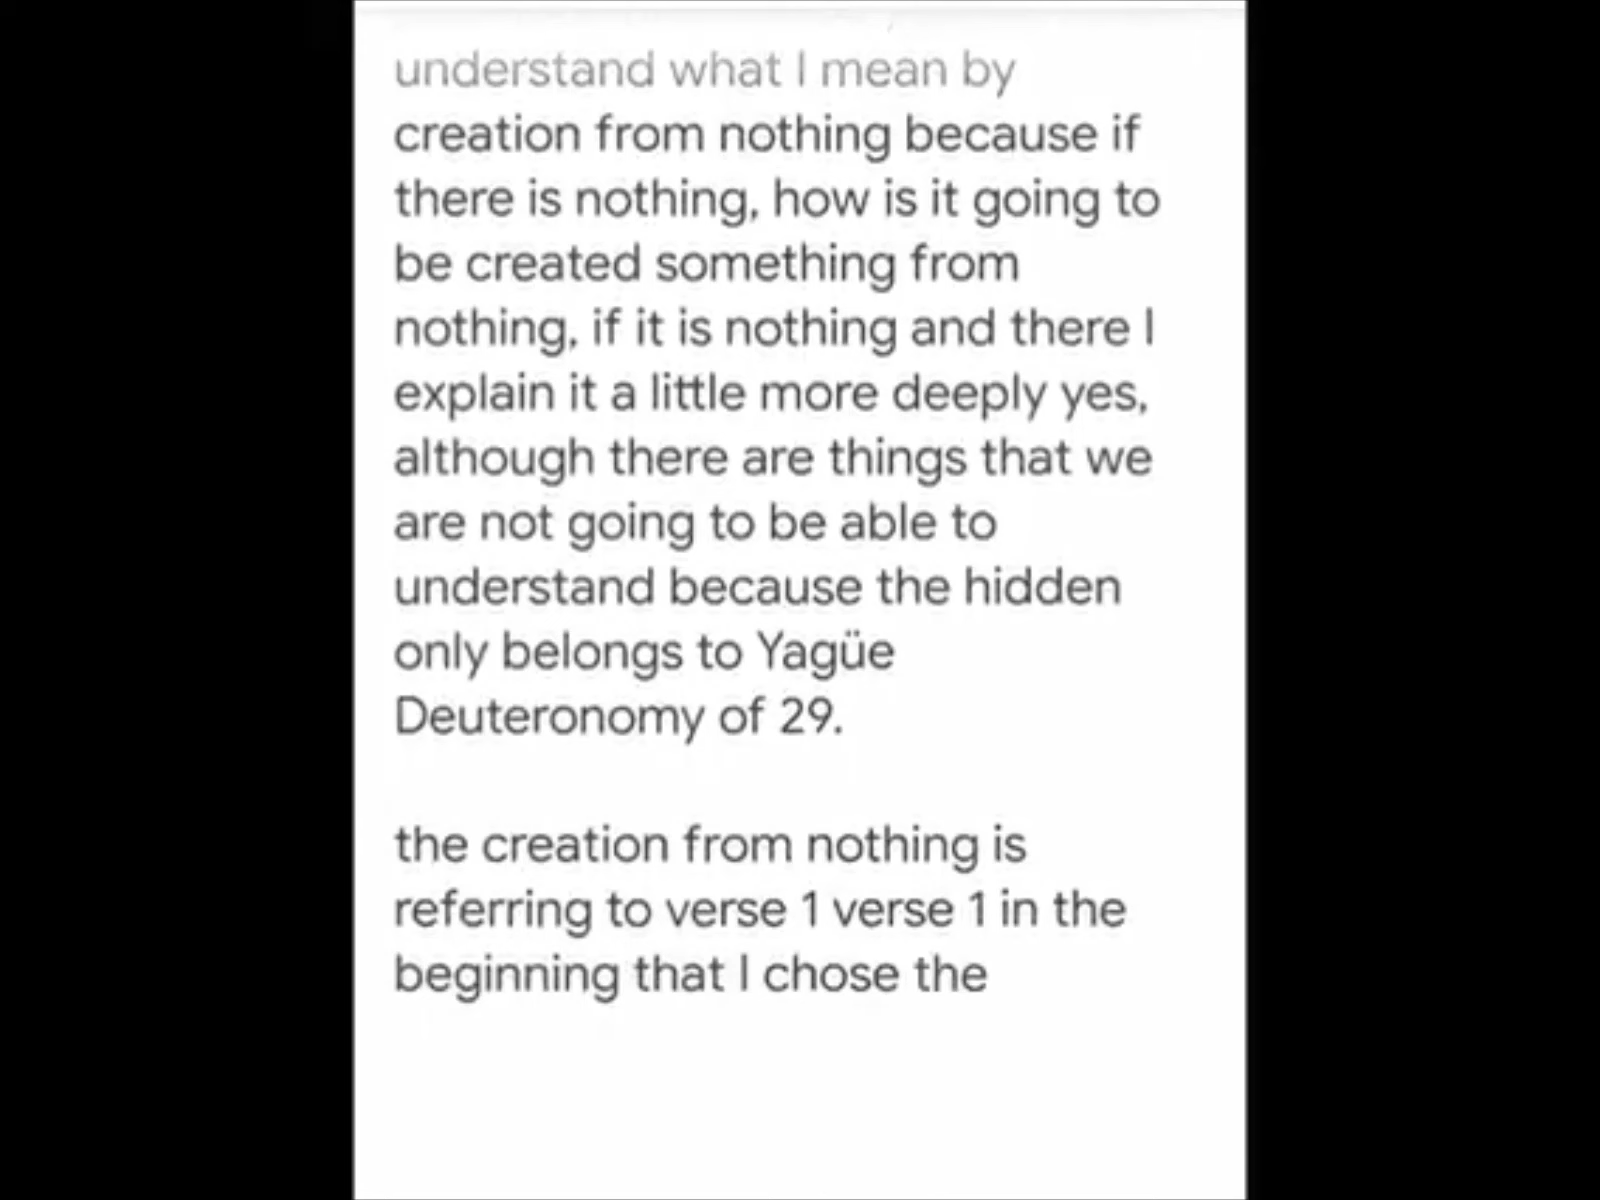 understand what I mean by
creation from nothing because if
there is nothing, how is it going to
be created something from
nothing, if it is nothing and there I
explain it a little more deeply yes,
although there are things that we
are not going to be able to
understand because the hidden
only belongs to Yagüe
Deuteronomy of 29.
the creation from nothing is
referring to verse 1 verse 1 in the
beginning that I chose the